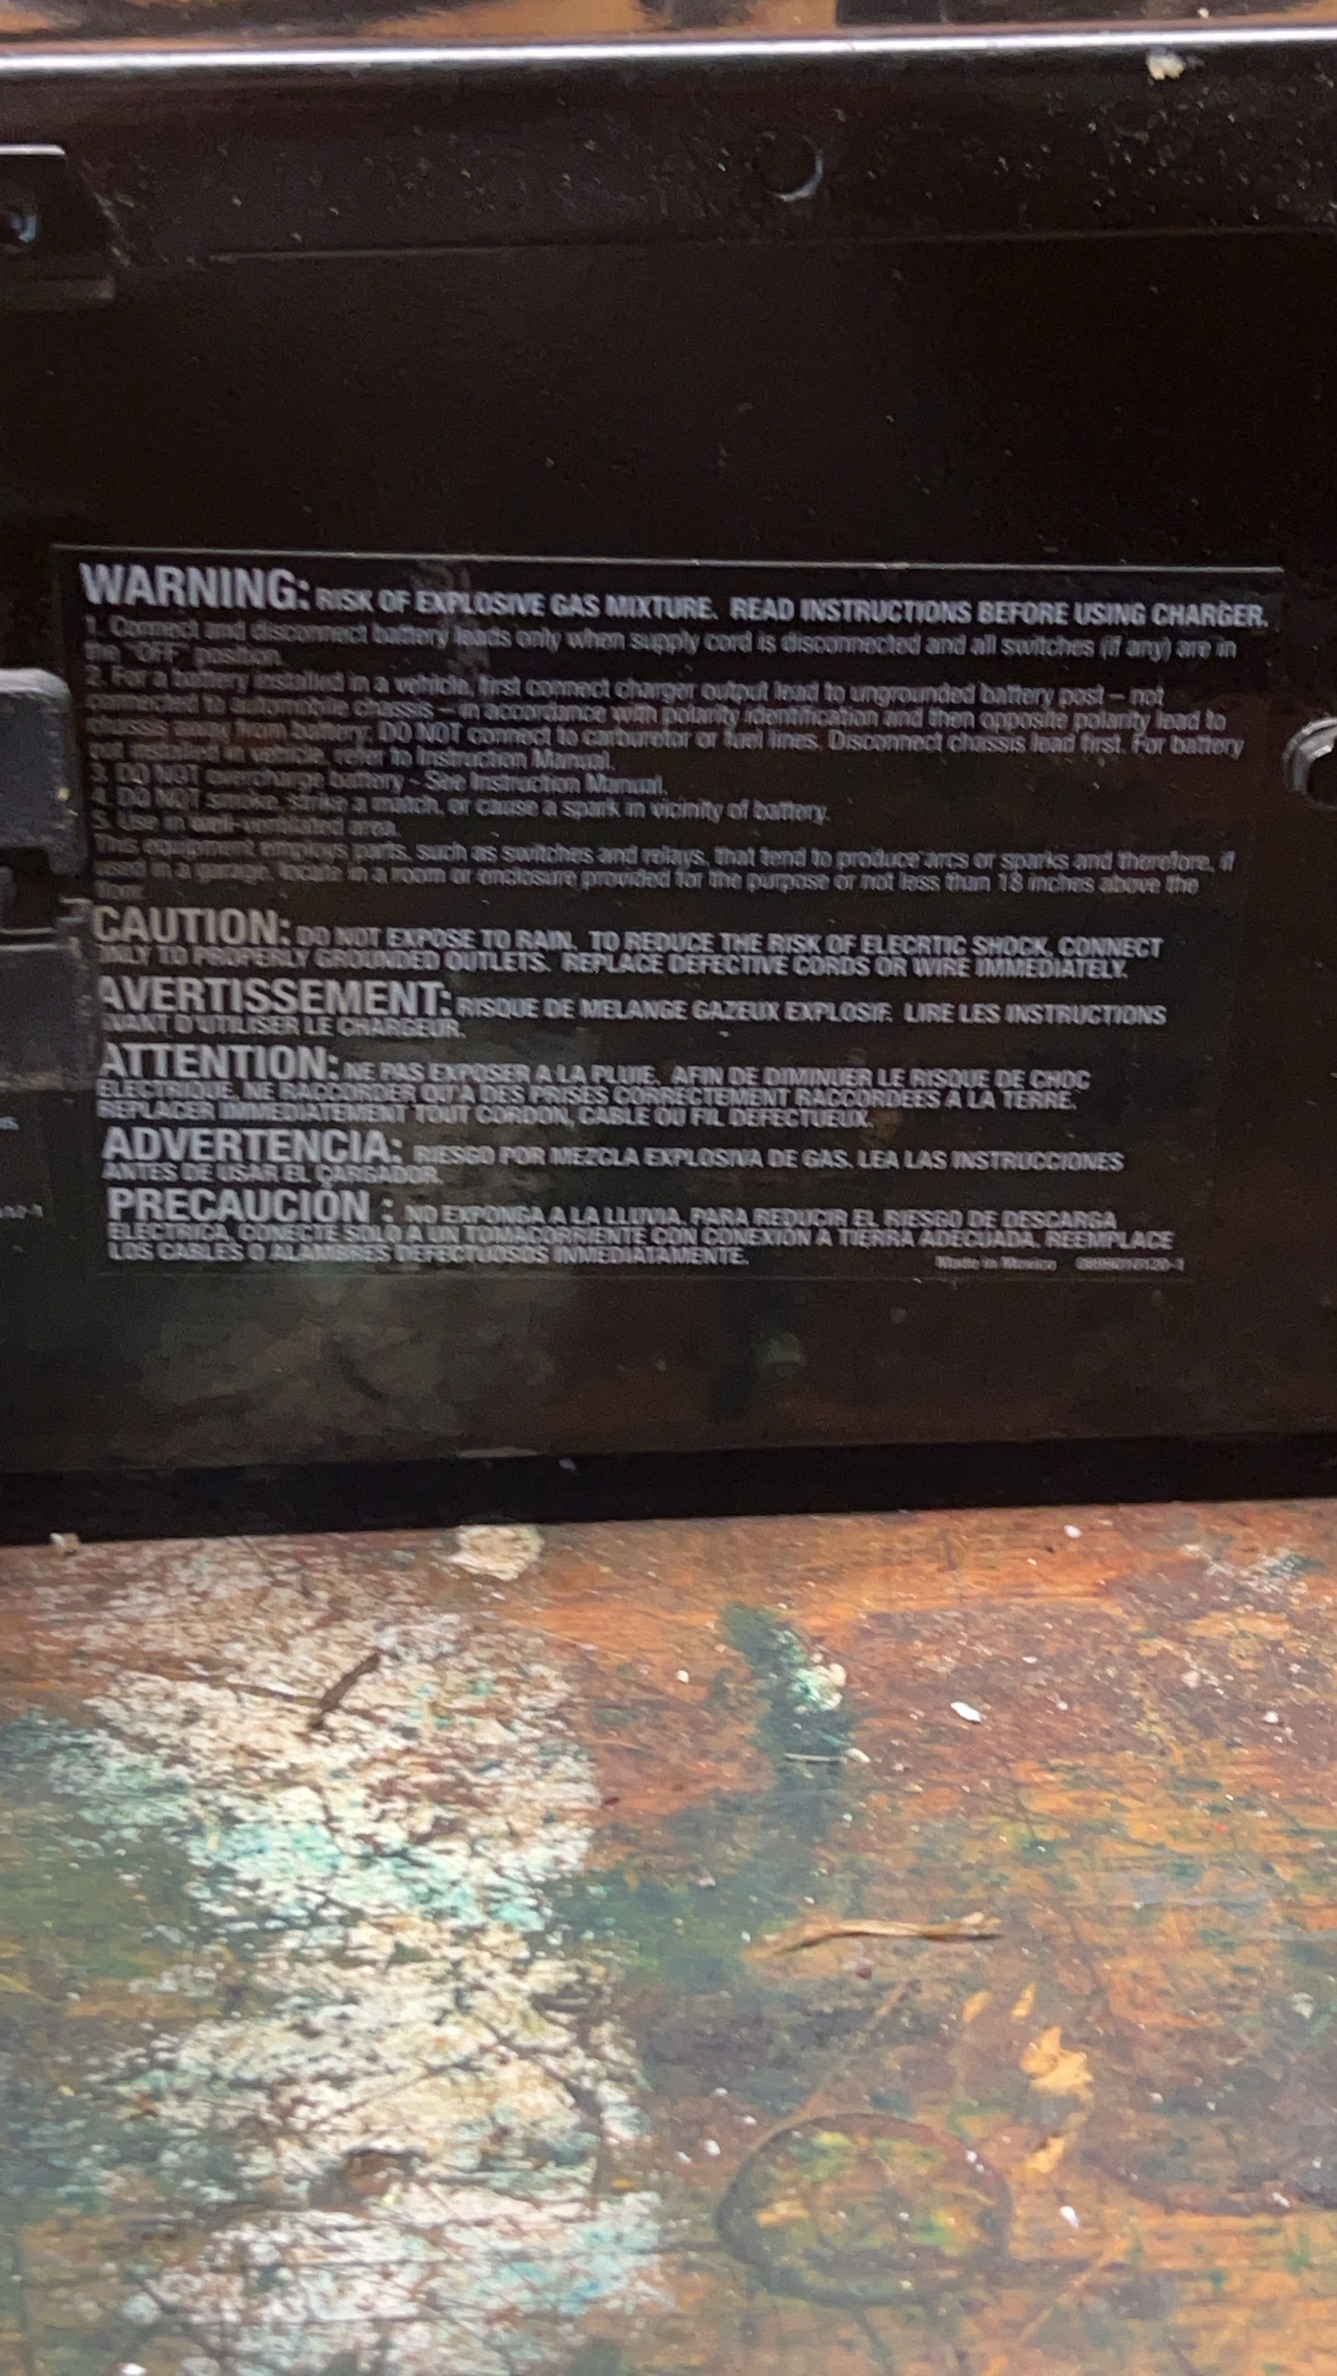 WARNING: RISK OF EXPLOSIVE GAS MIXTURE. READ INSTRUCTIONS BEFORE USING CHARGER.
1. Connect and disconnect battery leads only when supply cord is disconnected and all switches (if any) are in
the "OFF" position.
2. For a battery installed in a vehicle, first connect charger output lead to ungrounded battery post – not
connected to automobile chassis – in accordance with polarity identification and then opposite polarity lead to
chassis away from battery. DO NOT connect to carburetor or fuel lines. Disconnect chassis lead first. For battery
not installed in vehicle, refer to Instruction Manual.
3. DO NOT overcharge battery - See Instruction Manual.
4. DO NOT smoke, strike a match, or cause a spark in vicinity of battery.
5. Use in well-ventilated area.
This equipment employs parts, such as switches and relays, that tend to produce arcs or sparks and therefore, if
used in a garage, locate in a room or enclosure provided for the purpose or not less than 18 inches above the
floor.
CAUTION: DO NOT EXPOSE TO RAIN. TO REDUCE THE RISK OF ELECRTIC SHOCK, CONNECT
ONLY TO PROPERLY GROUNDED OUTLETS. REPLACE DEFECTIVE CORDS OR WIRE IMMEDIATELY.
AVERTISSEMENT: RISQUE DE MELANGE GAZEUX EXPLOSIF. LIRE LES INSTRUCTIONS
AVANT D'UTILISER LE CHARGEUR.
ATTENTION: NE PAS EXPOSER A LA PLUIE. AFIN DE DIMINUER LE RISQUE DE CHOC
ELECTRIQUE, NE RACCORDER QU'A DES PRISES CORRECTEMENT RACCORDEES A LA TERRE.
REPLACER IMMEDIATEMENT TOUT CORDON, CABLE OU FIL DEFECTUEUX.
ADVERTENCIA: RIESGO POR MEZCLA EXPLOSIVA DE GAS. LEA LAS INSTRUCCIONES
ANTES DE USAR EL CARGADOR.
PRECAUCIÓN : NO EXPONGA A LA LLUVIA. PARA REDUCIR EL RIESGO DE DESCARGA
ELECTRICA, CONECTE SOLO A UN TOMACORRIENTE CON CONEXION A TIERRA ADECUADA. REEMPLACE
LOS CABLES O ALAMBRES DEFECTUOSOS INMEDIATAMENTE.
Made in Mexico